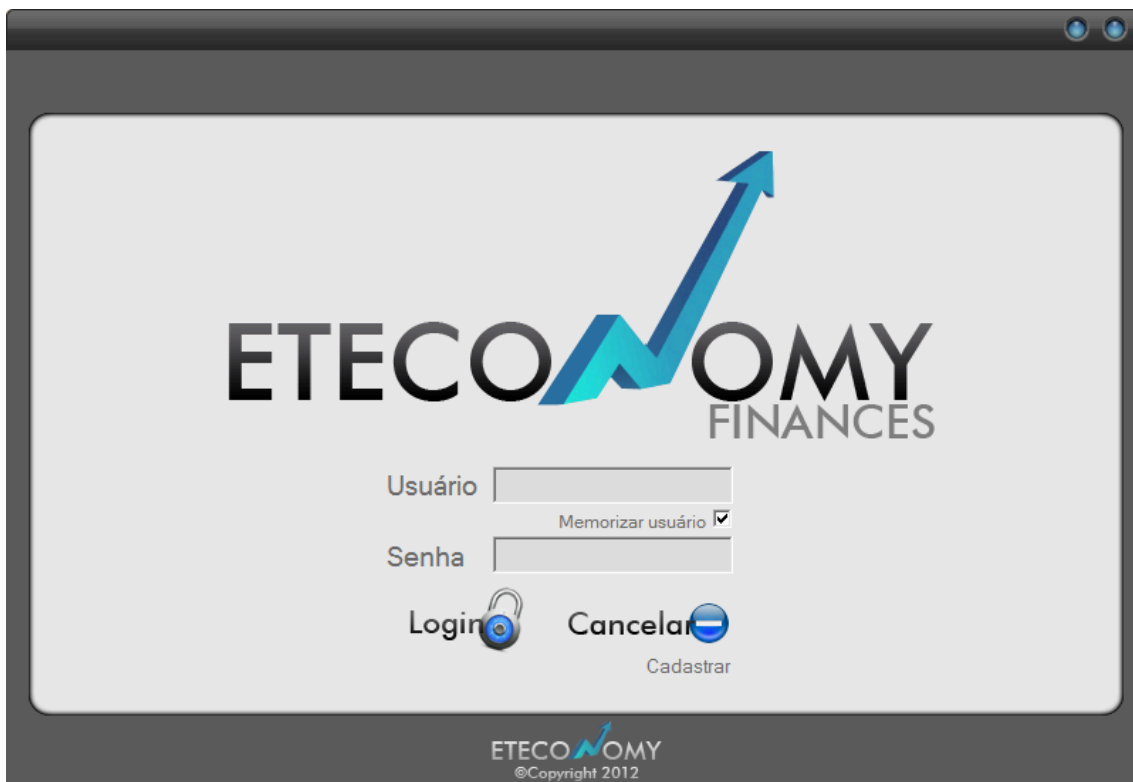 ETECONOMY
FINANCES
Usuário
Memorizar usuário
Senha
Login Cancelar
Cadastrar
ETECONOMY
©Copyright 2012